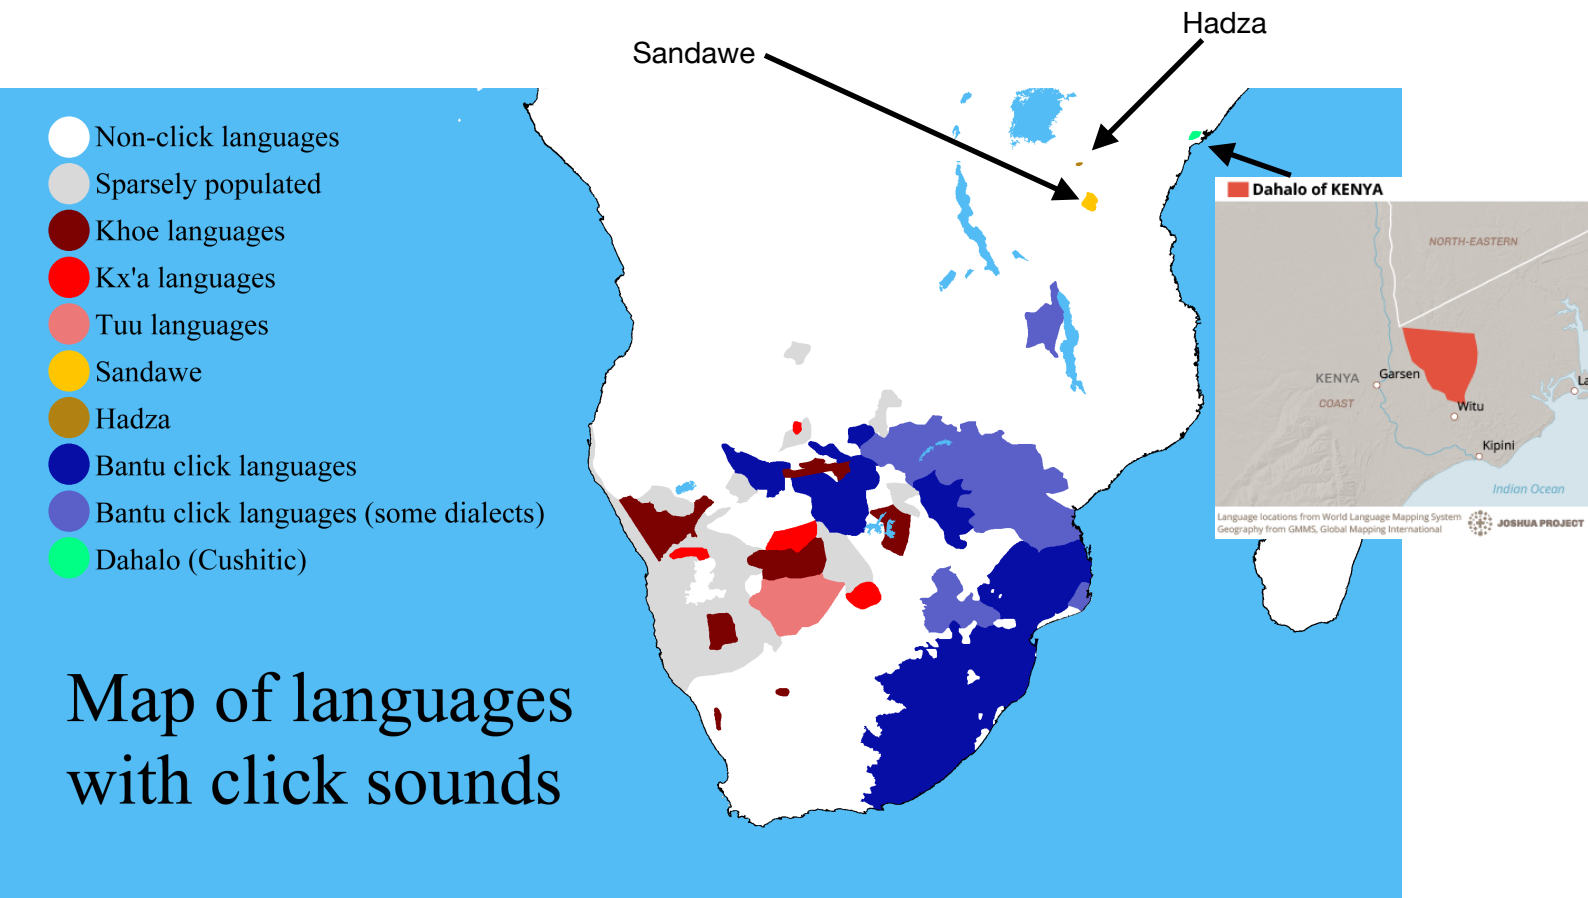 Hadza
Sandawe
Non-click languages
Sparsely populated
Khoe languages
Kx'a languages
Tuu languages
Sandawe
Hadza
Bantu click languages
Bantu click languages (some dialects)
Dahalo (Cushitic)
Map of languages
with click sounds
Dahalo of KENYA
NORTH-EASTERN
KENYA
Garsen
La
COAST
Witu
Kipini
Indian Ocean
Language locations from World Language Mapping System
Geography from GMMS, Global Mapping International
JOSHUA PROJECT